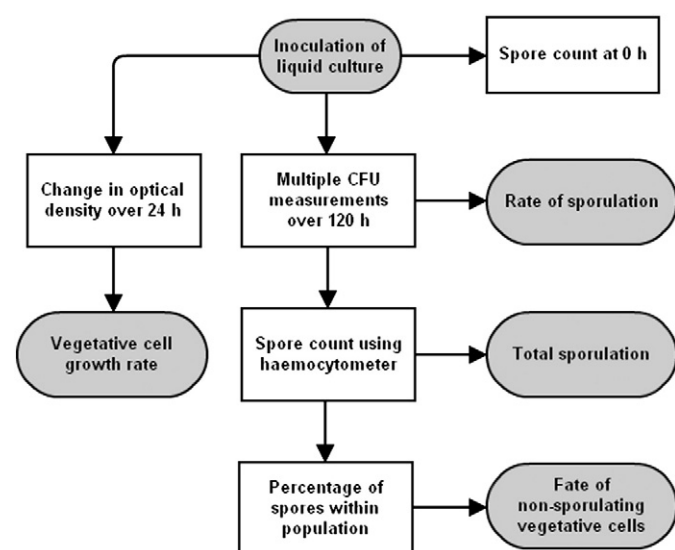 Inoculation of
liquid culture
Spore count at 0 h
Change in optical
density over 24 h
Multiple CFU
measurements
over 120 h
Rate of sporulation
Vegetative cell
growth rate
Spore count using
haemocytometer
Total sporulation
Percentage of
spores within
population
Fate of
non-sporulating
vegetative cells